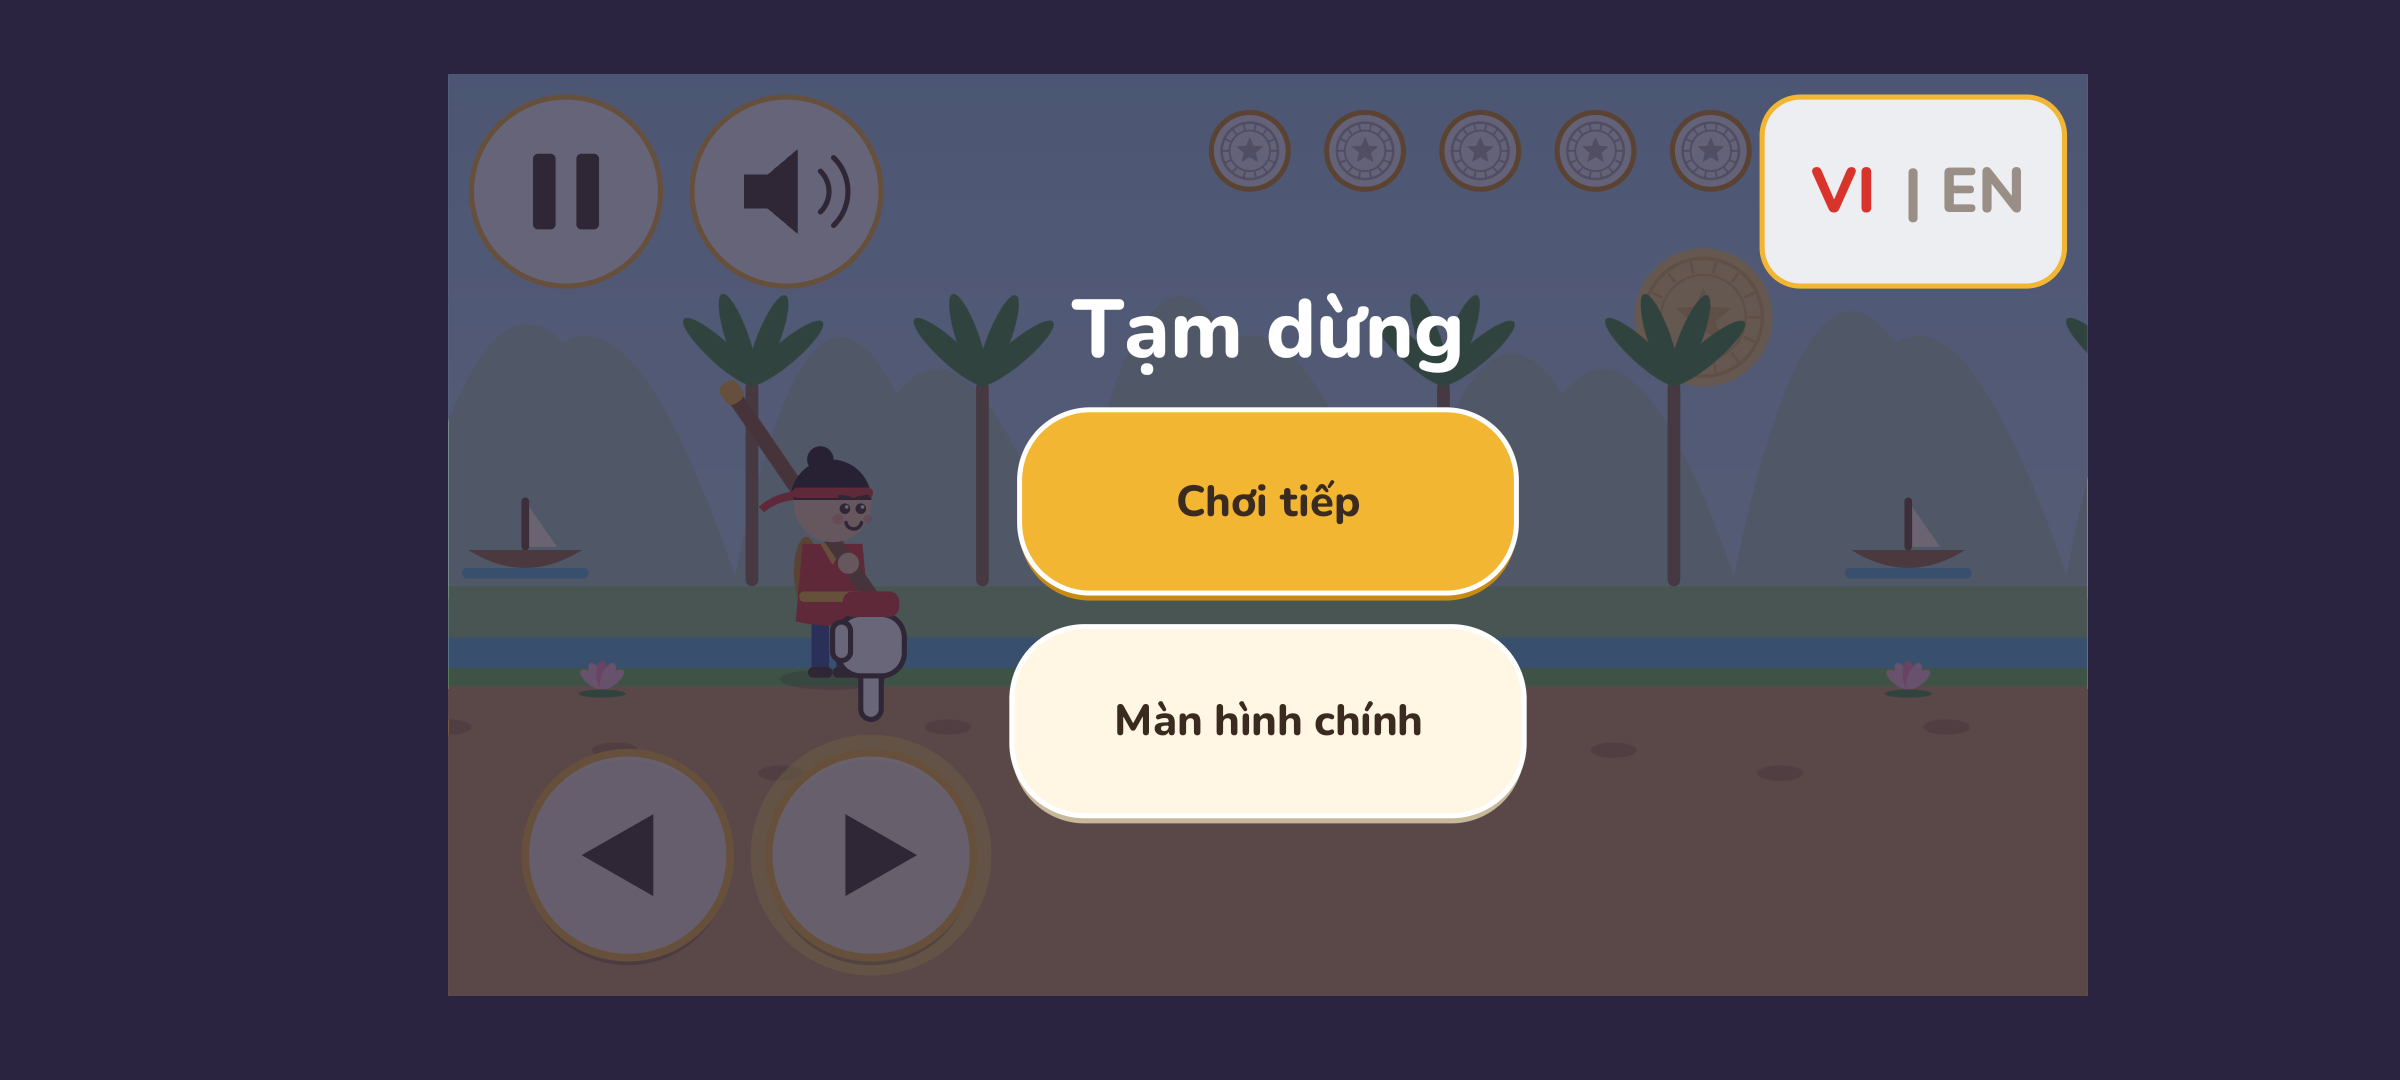 VI | EN
Tạm dừng
Chơi tiếp
Màn hình chính